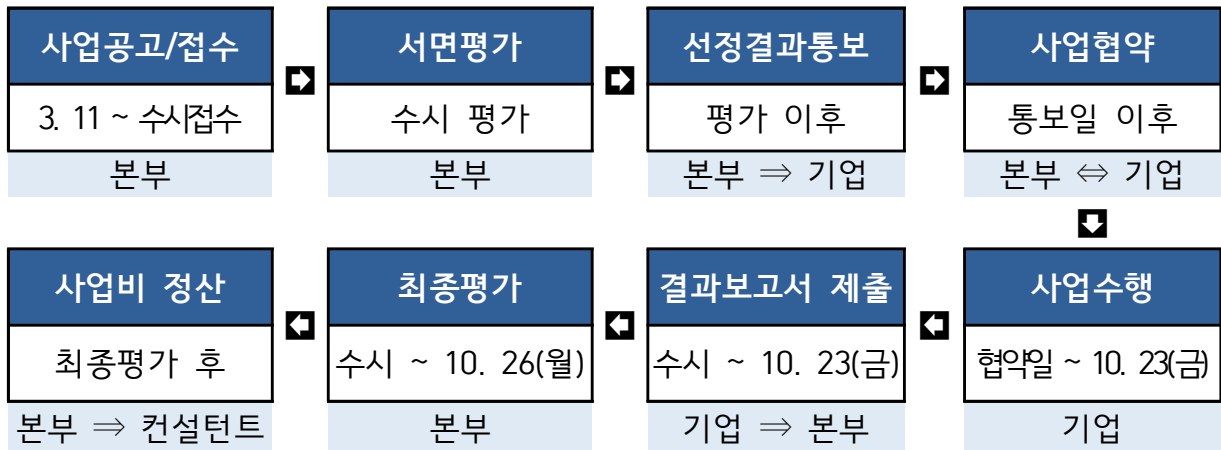 사업공고/접수
3. 11 ~ 수시접수
본부
서면평가
수시 평가
본부
선정결과통보
평가 이후
본부 ⇒ 기업
사업협약
통보일 이후
본부 ⇔ 기업
사업수행
협약일 ~ 10. 23(금)
기업
결과보고서 제출
수시 ~ 10. 23(금)
기업 ⇒ 본부
최종평가
수시 ~ 10. 26(월)
본부
사업비 정산
최종평가 후
본부 ⇒ 컨설턴트